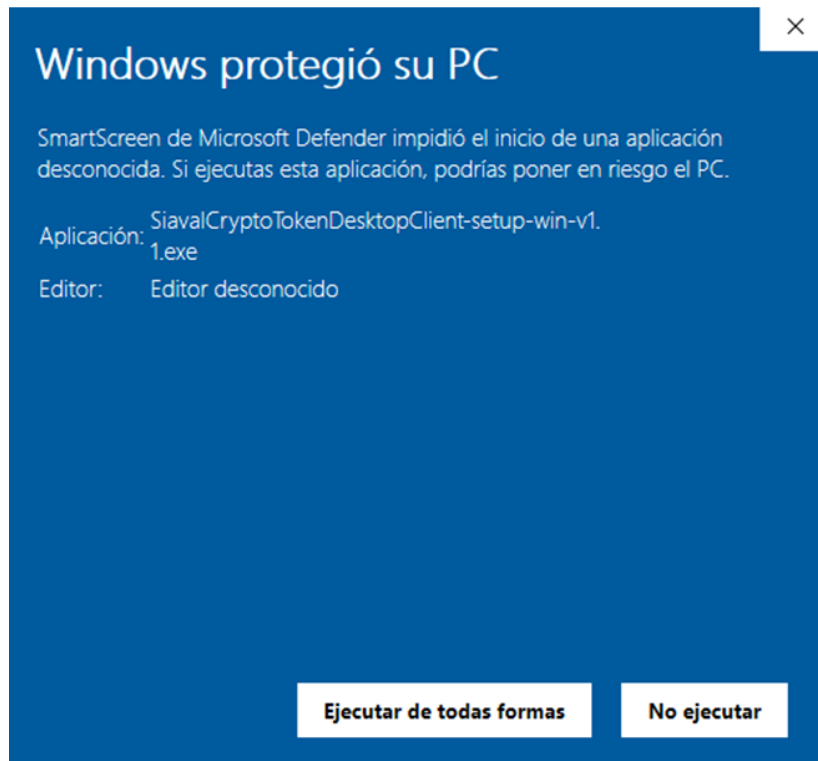 Windows protegió su PC
SmartScreen de Microsoft Defender impidió el inicio de una aplicación
desconocida. Si ejecutas esta aplicación, podrías poner en riesgo el PC.
Aplicación: SiavalCryptoTokenDesktopClient-setup-win-v1.
1.exe
Editor: Editor desconocido
Ejecutar de todas formas
No ejecutar